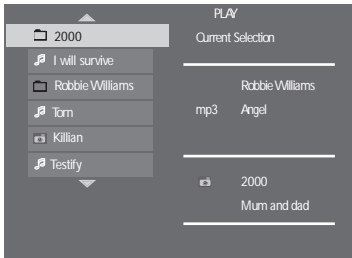 2000
I will survive
Robbie Williams
Torn
Killian
Testify
PLAY
Current Selection
Robbie Williams
mp3 Angel
2000
Mum and dad